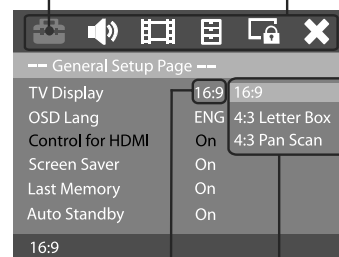 -- General Setup Page --
TV Display 16:9 16:9
OSD Lang ENG 4:3 Letter Box
Control for HDMI On 4:3 Pan Scan
Screen Saver On
Last Memory On
Auto Standby On
16:9